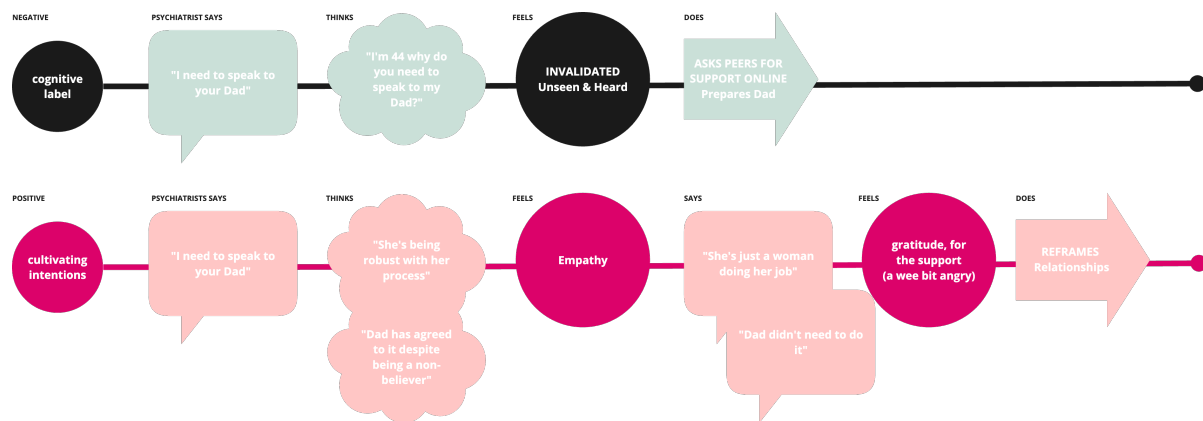 NEGATIVE
PSYCHIATRIST SAYS
THINKS
FEELS
DOES
cognitive
label
"I need to speak to
your Dad"
"I'm 44 why do
you need to
speak to my
Dad?"
INVALIDATED
Unseen & Heard
ASKS PEERS FOR
SUPPORT ONLINE
Prepares Dad
POSITIVE
PSYCHIATRISTS SAYS
THINKS
FEELS
SAYS
FEELS
DOES
cultivating
intentions
"I need to speak to
your Dad"
"She's being
robust with her
process"
"Dad has agreed
to it despite
being a non-
believer"
Empathy
"She's just a woman
doing her job"
"Dad didn't need to do
it"
gratitude, for
the support
(a wee bit angry)
REFRAMES
Relationships